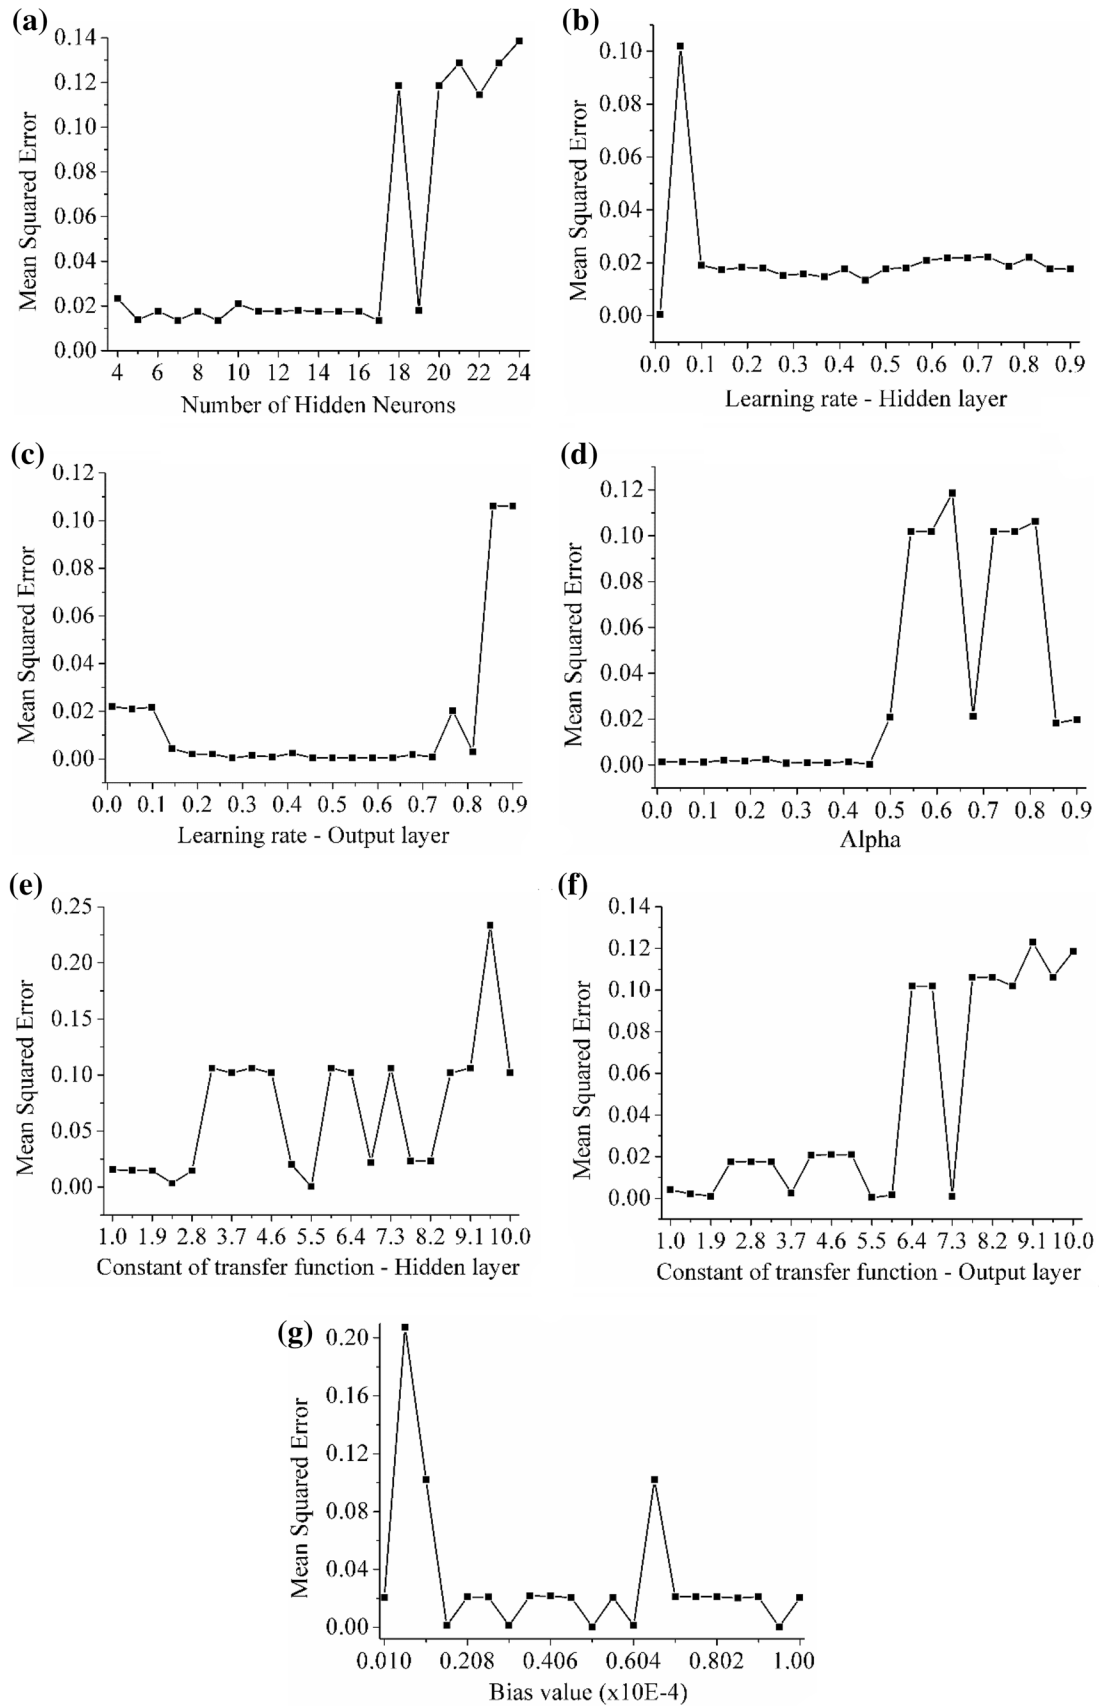 (a)
0.14
0.12
0.10
0.08
0.06
0.04
0.02
0.00
Mean Squared Error
4 6 8 10 12 14 16 18 20 22 24
Number of Hidden Neurons
(b)
0.10
0.08
0.06
0.04
0.02
0.00
Mean Squared Error
0.0 0.1 0.2 0.3 0.4 0.5 0.6 0.7 0.8 0.9
Learning rate - Hidden layer
(c)
0.12
0.10
0.08
0.06
0.04
0.02
0.00
Mean Squared Error
0.0 0.1 0.2 0.3 0.4 0.5 0.6 0.7 0.8 0.9
Learning rate - Output layer
(d)
0.12
0.10
0.08
0.06
0.04
0.02
0.00
Mean Squared Error
0.0 0.1 0.2 0.3 0.4 0.5 0.6 0.7 0.8 0.9
Alpha
(e)
0.25
0.20
0.15
0.10
0.05
0.00
Mean Squared Error
1.0 1.9 2.8 3.7 4.6 5.5 6.4 7.3 8.2 9.1 10.0
Constant of transfer function - Hidden layer
(f)
0.14
0.12
0.10
0.08
0.06
0.04
0.02
0.00
Mean Squared Error
1.0 1.9 2.8 3.7 4.6 5.5 6.4 7.3 8.2 9.1 10.0
Constant of transfer function - Output layer
(g)
0.20
0.16
0.12
0.08
0.04
0.00
Mean Squared Error
0.010 0.208 0.406 0.604 0.802 1.00
Bias value (x10E-4)